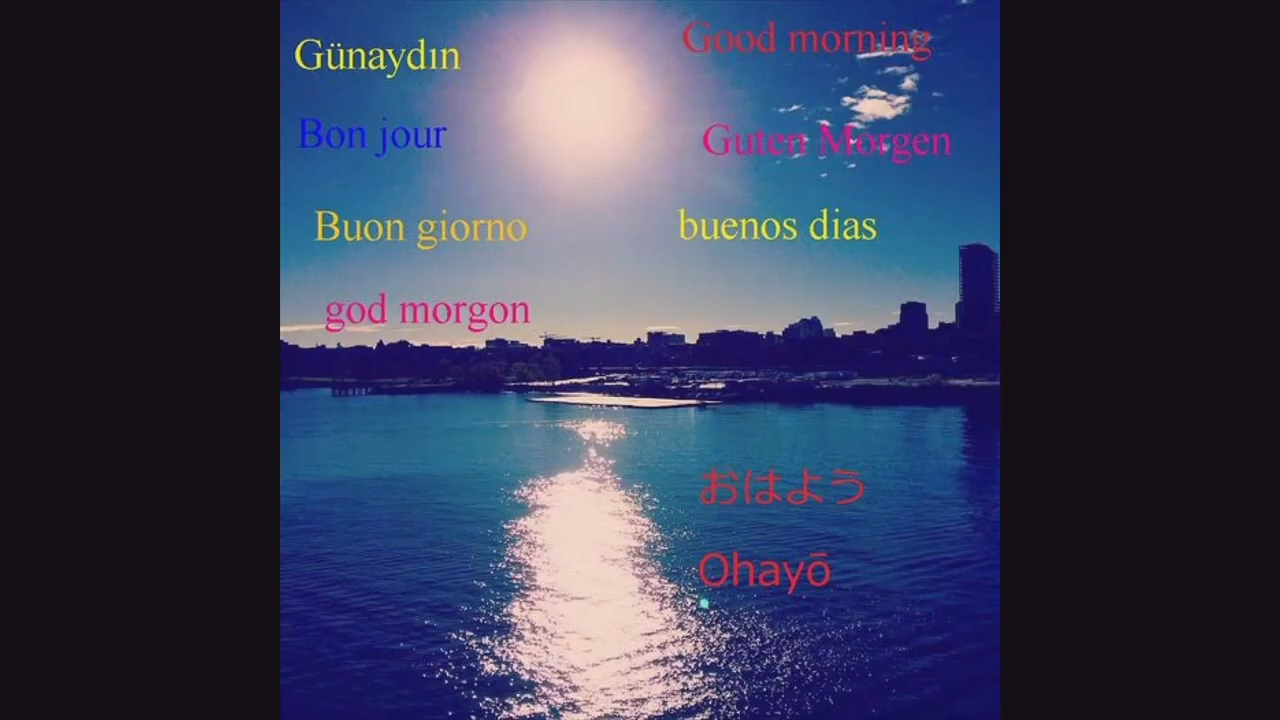 Günaydın
Good morning
Bon jour
Guten Morgen
Buon giorno
buenos dias
god morgon
おはよう
Ohayō